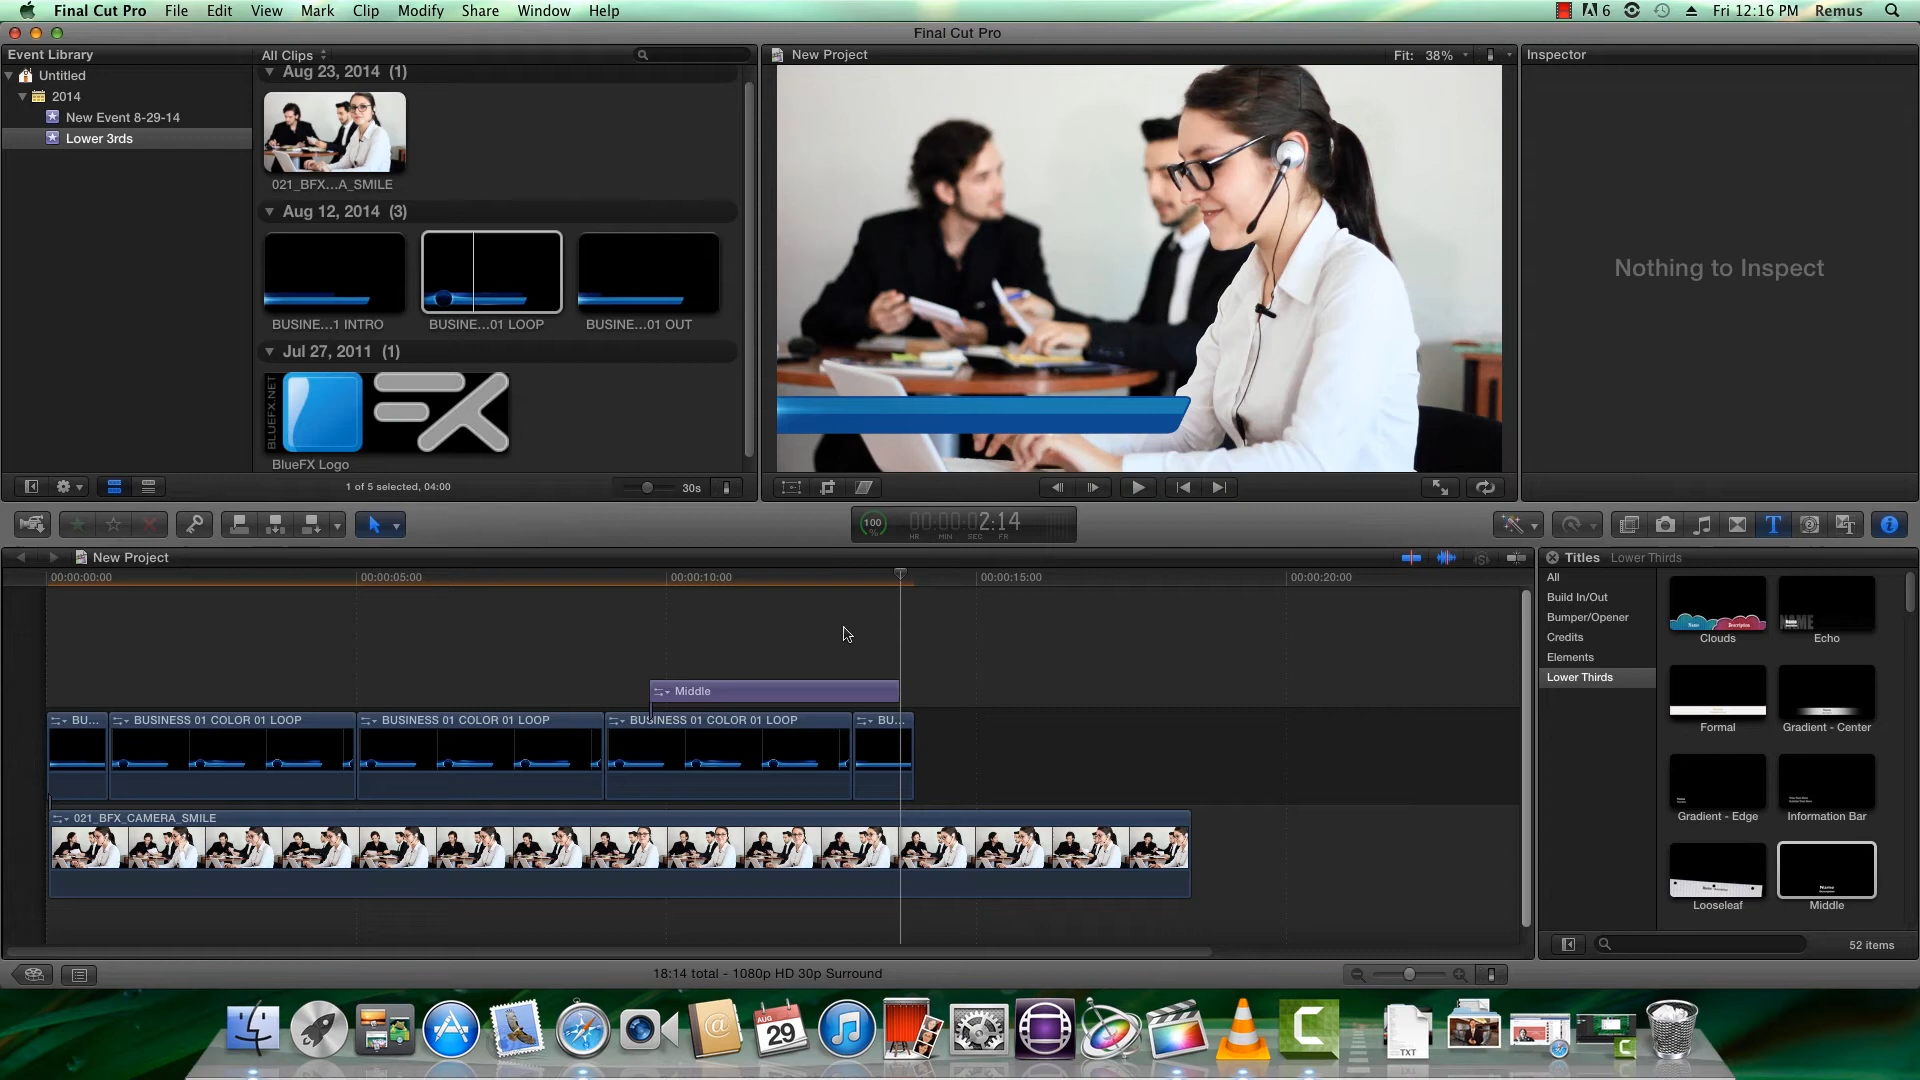 Final Cut Pro File Edit View Mark Clip Modify Share Window Help
6 Fri 12:16 PM Remus
Final Cut Pro
Event Library
All Clips
New Project
Fit: 38%
Inspector
Untitled
2014
New Event 8-29-14
Lower 3rds
Aug 23, 2014 (1)
021_BFX...A_SMILE
Aug 12, 2014 (3)
BUSINE...1 INTRO
BUSINE...01 LOOP
BUSINE...01 OUT
Jul 27, 2011 (1)
BLUEFX.NET
BlueFX Logo
Nothing to Inspect
1 of 5 selected, 04:00
30s
100
%
00:00:02:14
HR MIN SEC FR
New Project
Titles Lower Thirds
00:00:00:00
00:00:05:00
00:00:10:00
00:00:15:00
00:00:20:00
All
Build In/Out
Bumper/Opener
Credits
Elements
Lower Thirds
Name Description
Clouds
NAME
Echo
Formal
Gradient - Center
Gradient - Edge
Information Bar
Looseleaf
Name
Middle
Middle
BU...
BUSINESS 01 COLOR 01 LOOP
BUSINESS 01 COLOR 01 LOOP
BUSINESS 01 COLOR 01 LOOP
BU...
021_BFX_CAMERA_SMILE
52 items
18:14 total - 1080p HD 30p Surround
AUG
29
TXT